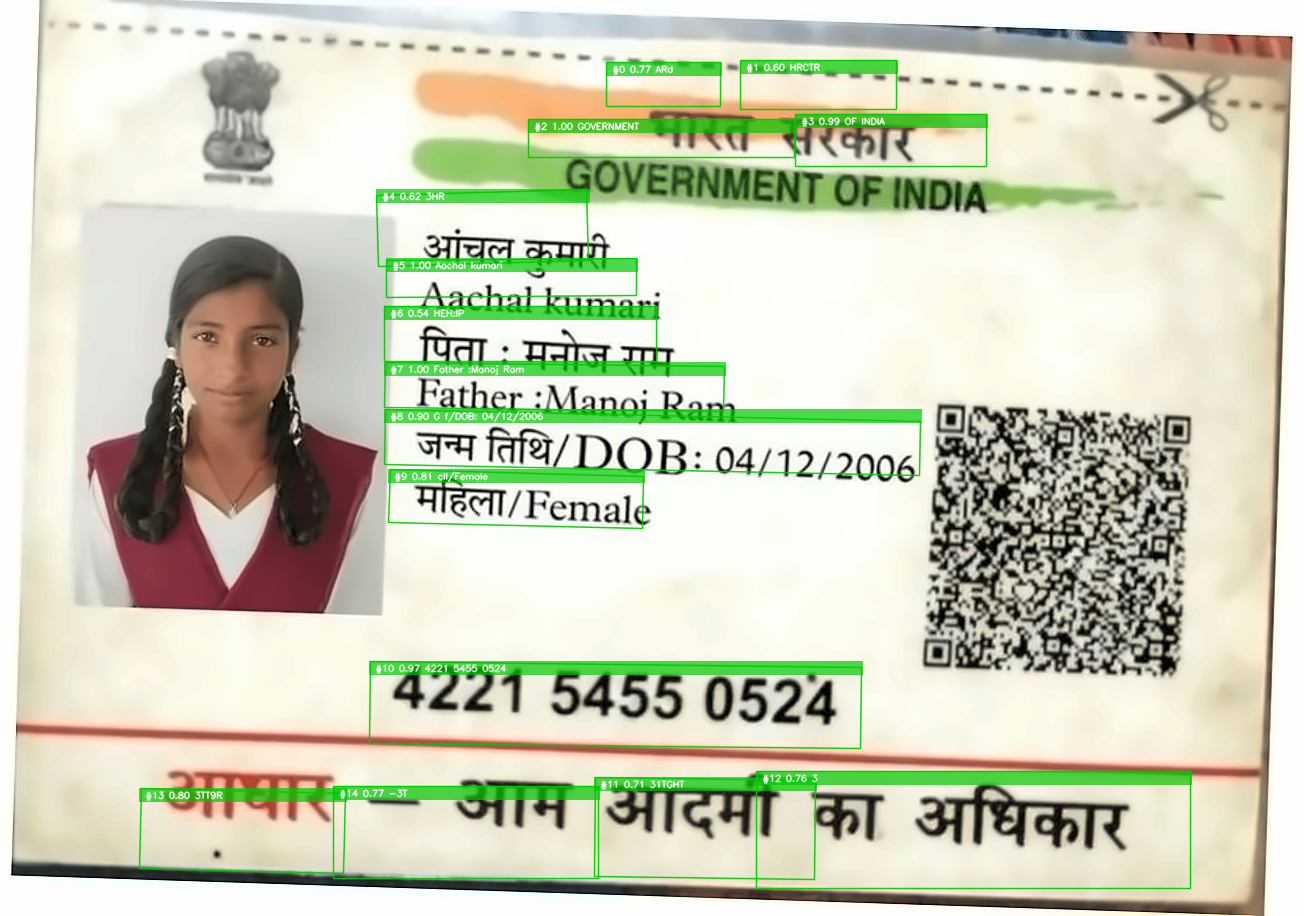 #0 0.77 ARd
#1 0.60 HRCTR
#2 1.00 GOVERNMENT
#3 0.99 OF INDIA
भारत सरकार
GOVERNMENT OF INDIA
#4 0.62 3HR
आंचल कुमारी
#5 1.00 Aachal kumari
Aachal kumari
#6 0.54 HEH:IP
पिता : मनोज राम
#7 1.00 Father :Manoj Ram
Father :Manoj Ram
#8 0.90 G f/DOB: 04/12/2006
जन्म तिथि/DOB: 04/12/2006
#9 0.81 cll/Female
महिला/Female
#10 0.97 4221 5455 0524
4221 5455 0524
#13 0.80 3TT9R
#14 0.77 -3T
#11 0.71 31TGHT
#12 0.76 3
आधार — आम आदमी का अधिकार